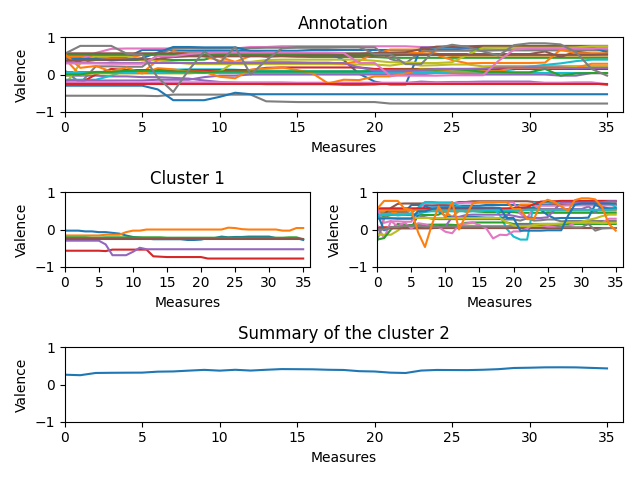 Annotation
1
0
−1
Valence
0 5 10 15 20 25 30 35
Measures
Cluster 1
1
0
−1
Valence
0 5 10 15 20 25 30 35
Measures
Cluster 2
1
0
−1
Valence
0 5 10 15 20 25 30 35
Measures
Summary of the cluster 2
1
0
−1
Valence
0 5 10 15 20 25 30 35
Measures